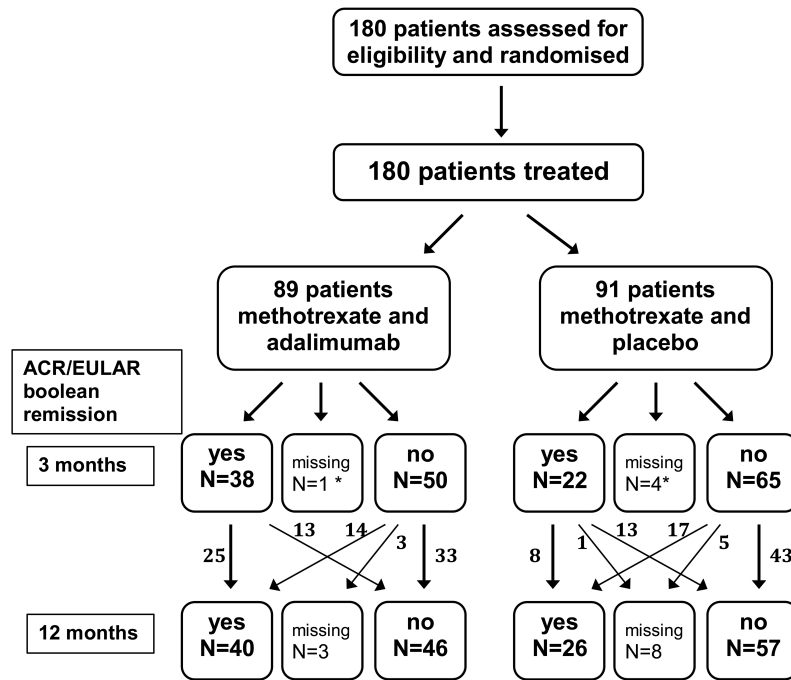 180 patients assessed for
eligibility and randomised
180 patients treated
89 patients
methotrexate and
adalimumab
91 patients
methotrexate and
placebo
ACR/EULAR
boolean
remission
3 months
yes
N=38
missing
N=1 *
no
N=50
yes
N=22
missing
N=4*
no
N=65
25
13
14
3
33
8
1
13
17
5
43
12 months
yes
N=40
missing
N=3
no
N=46
yes
N=26
missing
N=8
no
N=57